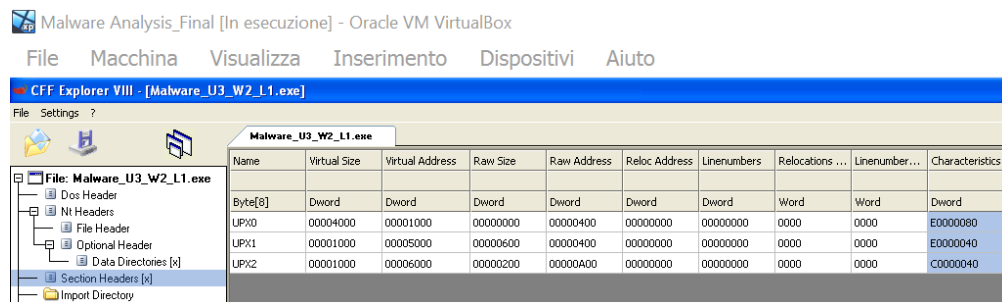 Malware Analysis_Final [In esecuzione] - Oracle VM VirtualBox
File Macchina Visualizza Inserimento Dispositivi Aiuto
CFF Explorer VIII - [Malware_U3_W2_L1.exe]
File Settings ?
Malware_U3_W2_L1.exe
Name Virtual Size Virtual Address Raw Size Raw Address Reloc Address Linenumbers Relocations ... Linenumber... Characteristics
Byte[8] Dword Dword Dword Dword Dword Dword Word Word Dword
UPX0 00004000 00001000 00000000 00000400 00000000 00000000 0000 0000 E0000080
UPX1 00001000 00005000 00000600 00000400 00000000 00000000 0000 0000 E0000040
UPX2 00001000 00006000 00000200 00000A00 00000000 00000000 0000 0000 C0000040
File: Malware_U3_W2_L1.exe
Dos Header
Nt Headers
File Header
Optional Header
Data Directories [x]
Section Headers [x]
Import Directory